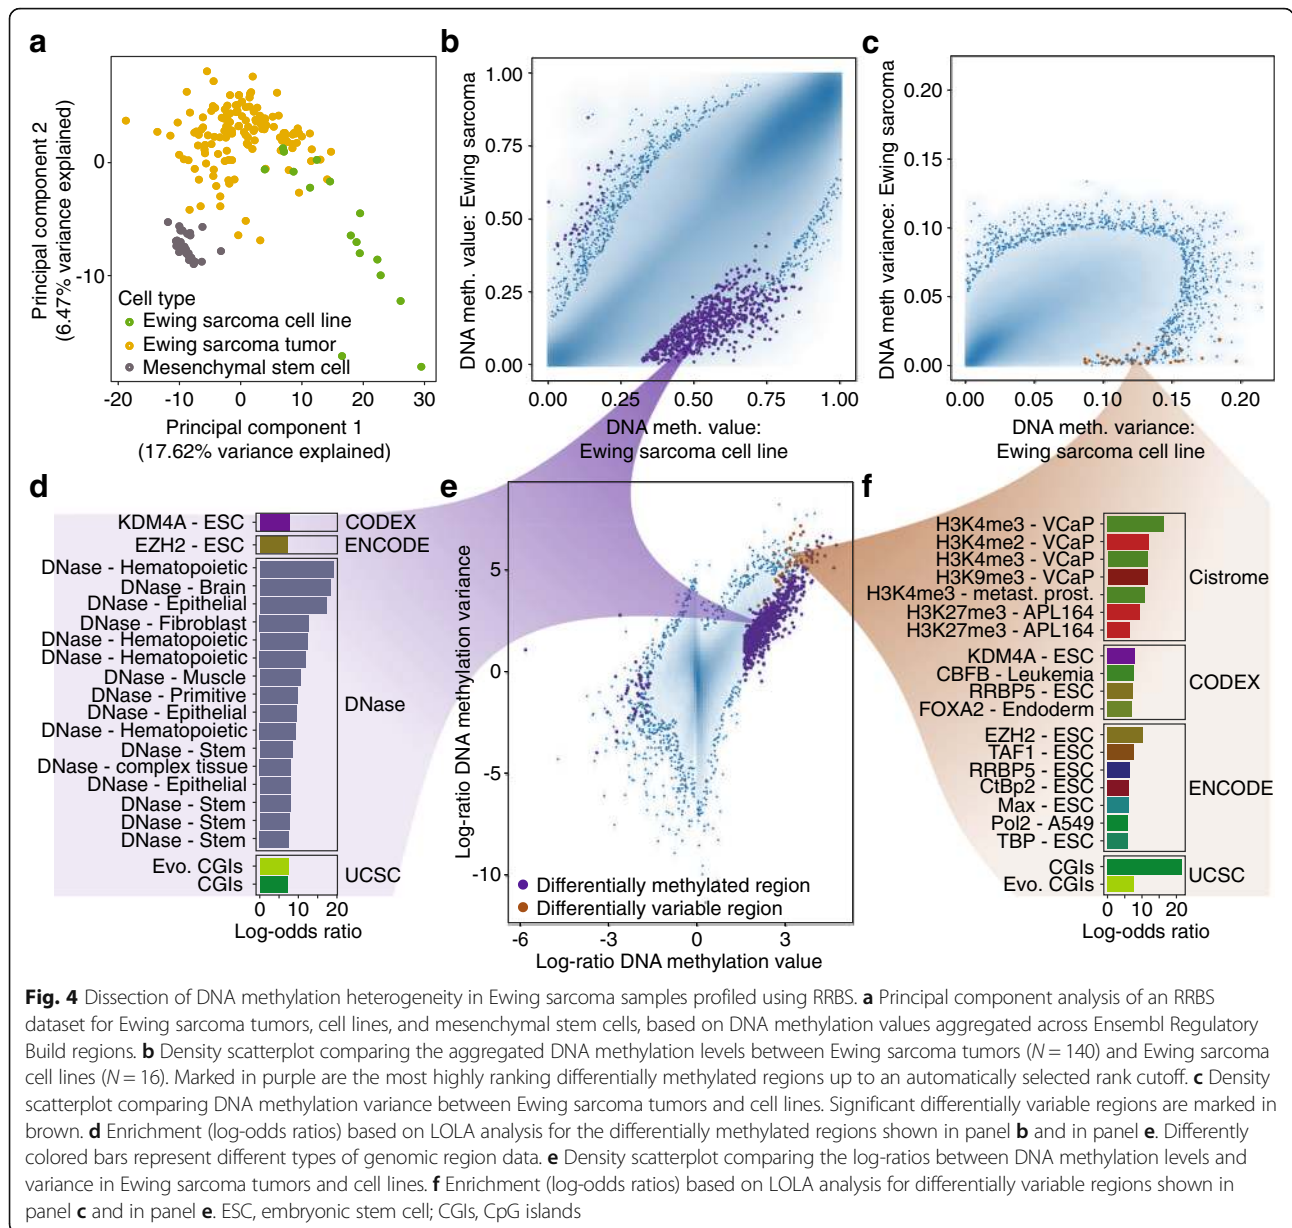 a
Principal component 2
(6.47% variance explained)
0
-10
Cell type
Ewing sarcoma cell line
Ewing sarcoma tumor
Mesenchymal stem cell
-20 -10 0 10 20 30
Principal component 1
(17.62% variance explained)
b
DNA meth. value: Ewing sarcoma
1.00
0.75
0.50
0.25
0.00
0.00 0.25 0.50 0.75 1.00
DNA meth. value:
Ewing sarcoma cell line
c
DNA meth variance: Ewing sarcoma
0.20
0.15
0.10
0.05
0.00
0.00 0.05 0.10 0.15 0.20
DNA meth. variance:
Ewing sarcoma cell line
d
KDM4A - ESC CODEX
EZH2 - ESC ENCODE
DNase - Hematopoietic
DNase - Brain
DNase - Epithelial
DNase - Fibroblast
DNase - Hematopoietic
DNase - Hematopoietic
DNase - Muscle
DNase - Primitive
DNase - Epithelial
DNase - Hematopoietic
DNase - Stem
DNase - complex tissue
DNase - Epithelial
DNase - Stem
DNase - Stem
DNase - Stem
DNase
Evo. CGIs
CGIs
UCSC
0 10 20
Log-odds ratio
e
Log-ratio DNA methylation variance
5
0
-5
-10
Differentially methylated region
Differentially variable region
-6 -3 0 3
Log-ratio DNA methylation value
f
H3K4me3 - VCaP
H3K4me2 - VCaP
H3K4me3 - VCaP
H3K9me3 - VCaP
H3K4me3 - metast. prost.
H3K27me3 - APL164
H3K27me3 - APL164
Cistrome
KDM4A - ESC
CBFB - Leukemia
RRBP5 - ESC
FOXA2 - Endoderm
CODEX
EZH2 - ESC
TAF1 - ESC
RRBP5 - ESC
CtBp2 - ESC
Max - ESC
Pol2 - A549
TBP - ESC
ENCODE
CGIs
Evo. CGIs
UCSC
0 10 20
Log-odds ratio
Fig. 4 Dissection of DNA methylation heterogeneity in Ewing sarcoma samples profiled using RRBS. a Principal component analysis of an RRBS
dataset for Ewing sarcoma tumors, cell lines, and mesenchymal stem cells, based on DNA methylation values aggregated across Ensembl Regulatory
Build regions. b Density scatterplot comparing the aggregated DNA methylation levels between Ewing sarcoma tumors (N = 140) and Ewing sarcoma
cell lines (N = 16). Marked in purple are the most highly ranking differentially methylated regions up to an automatically selected rank cutoff. c Density
scatterplot comparing DNA methylation variance between Ewing sarcoma tumors and cell lines. Significant differentially variable regions are marked in
brown. d Enrichment (log-odds ratios) based on LOLA analysis for the differentially methylated regions shown in panel b and in panel e. Differently
colored bars represent different types of genomic region data. e Density scatterplot comparing the log-ratios between DNA methylation levels and
variance in Ewing sarcoma tumors and cell lines. f Enrichment (log-odds ratios) based on LOLA analysis for differentially variable regions shown in
panel c and in panel e. ESC, embryonic stem cell; CGIs, CpG islands